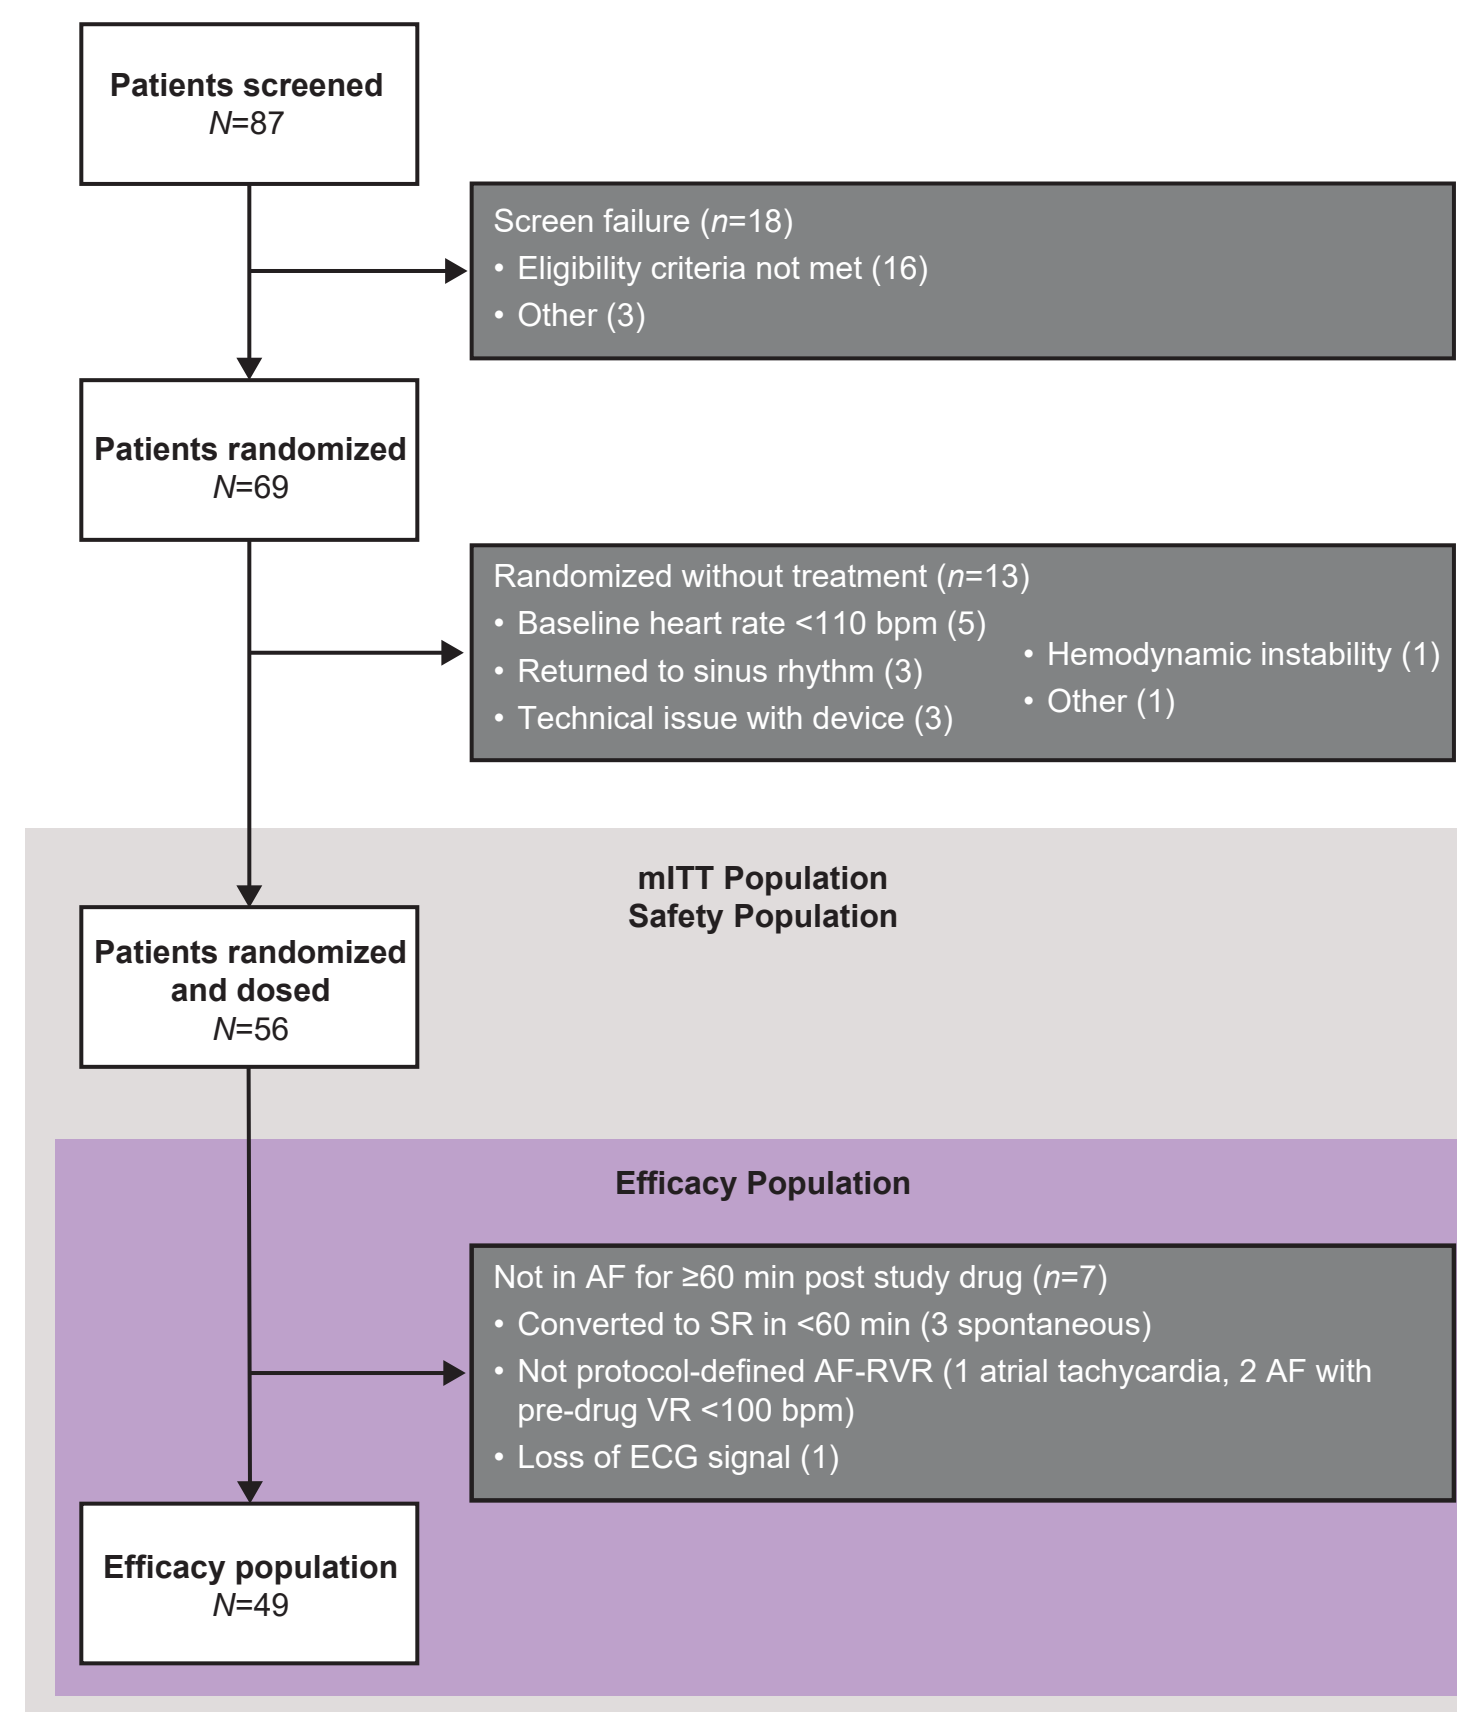 Patients screened
N=87
Screen failure (n=18)
• Eligibility criteria not met (16)
• Other (3)
Patients randomized
N=69
Randomized without treatment (n=13)
• Baseline heart rate <110 bpm (5)
• Returned to sinus rhythm (3)
• Technical issue with device (3)
• Hemodynamic instability (1)
• Other (1)
mITT Population
Safety Population
Patients randomized
and dosed
N=56
Efficacy Population
Not in AF for ≥60 min post study drug (n=7)
• Converted to SR in <60 min (3 spontaneous)
• Not protocol-defined AF-RVR (1 atrial tachycardia, 2 AF with
pre-drug VR <100 bpm)
• Loss of ECG signal (1)
Efficacy population
N=49